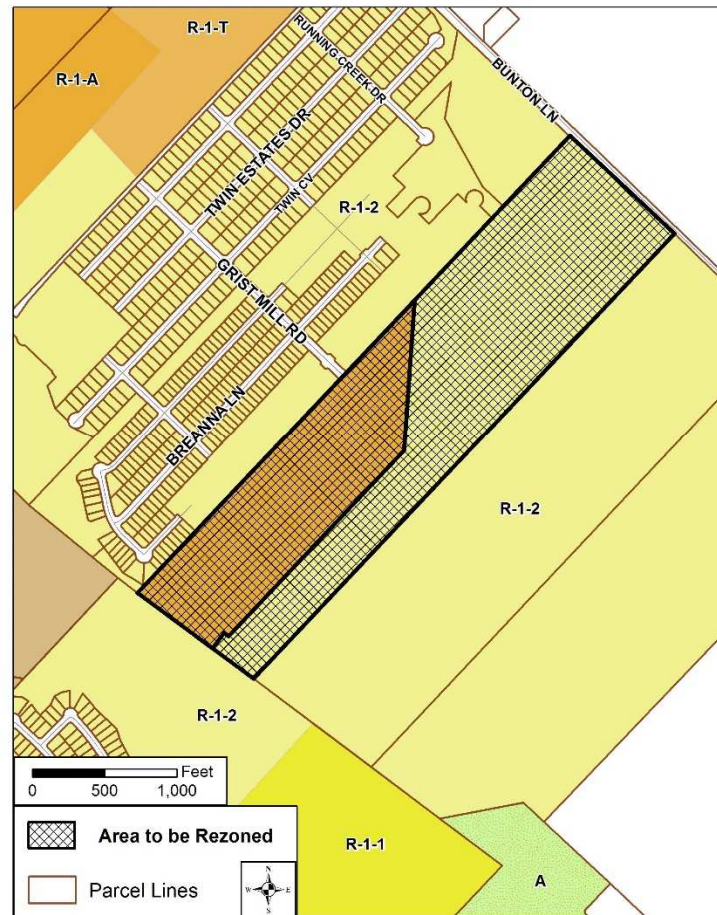 R-1-T
R-1-A
RUNNING CREEK DR
BUNTON LN
TWIN ESTATES DR
TWIN CV
R-1-2
GRIST MILL RD
BREANNA LN
R-1-2
R-1-2
Feet
0 500 1,000
Area to be Rezoned
R-1-1
Parcel Lines
N
W E
S
A